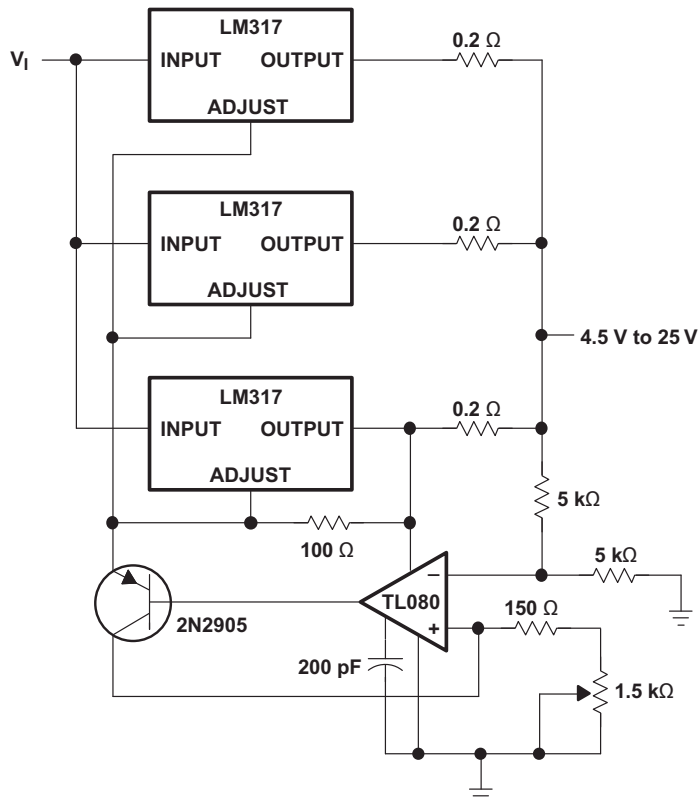 LM317
0.2 Ω
V_I
INPUT OUTPUT
ADJUST
LM317
0.2 Ω
INPUT OUTPUT
ADJUST
4.5 V to 25 V
LM317
0.2 Ω
INPUT OUTPUT
ADJUST
5 kΩ
100 Ω
5 kΩ
−
TL080
150 Ω
2N2905
+
200 pF
1.5 kΩ